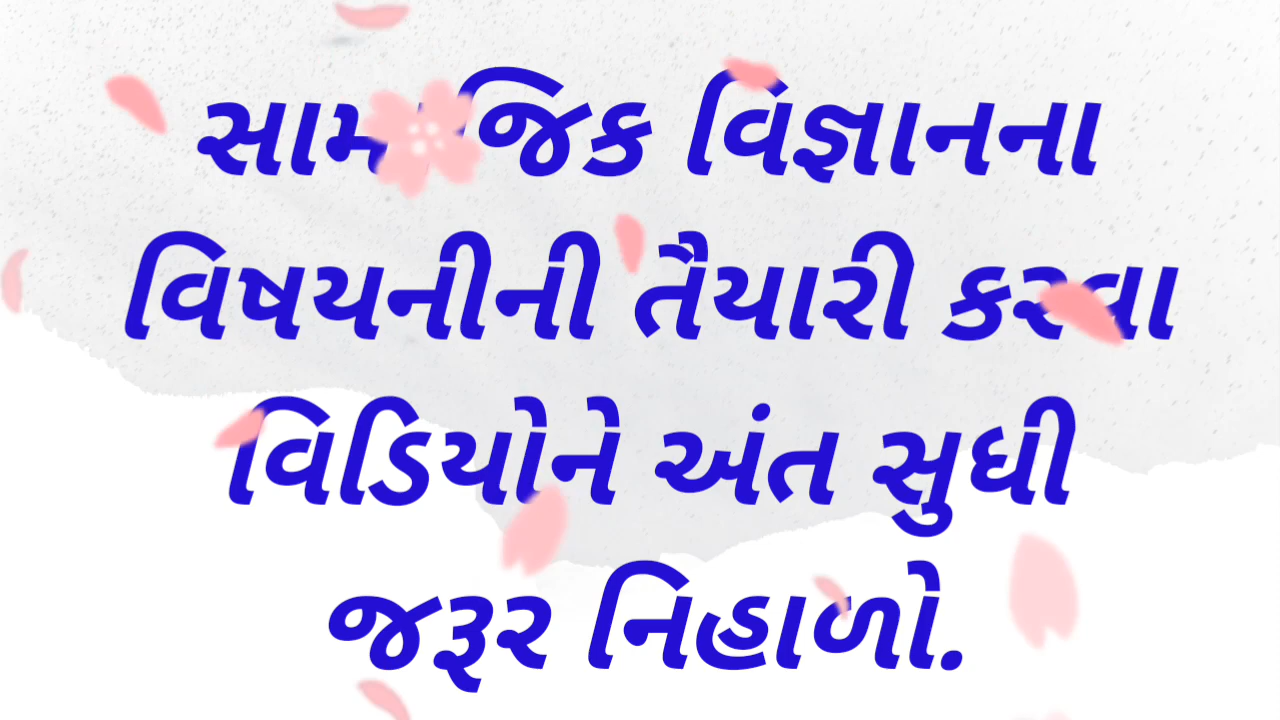 સામાજિક વિજ્ઞાનના
વિષયનીની તૈયારી કરવા
વિડિયોને અંત સુધી
જરૂર નિહાળો.